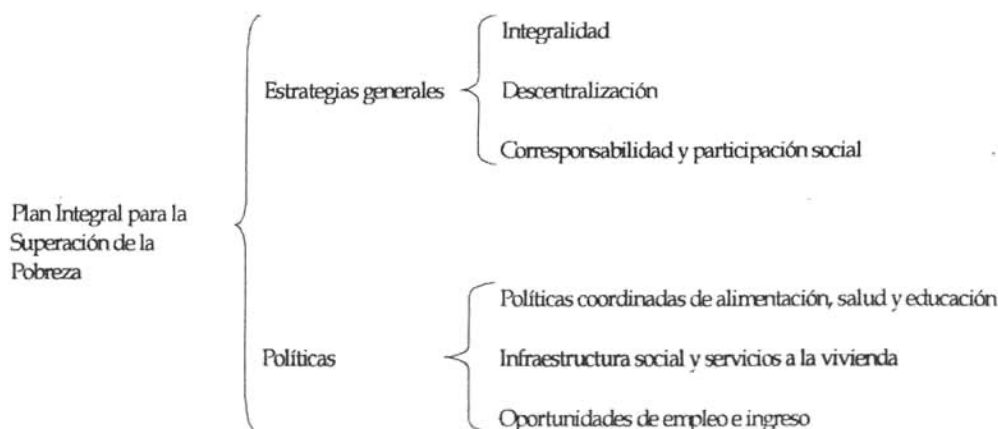 Integralidad
Estrategias generales
Descentralización
Corresponsabilidad y participación social
Plan Integral para la
Superación de la
Pobreza
Políticas coordinadas de alimentación, salud y educación
Políticas
Infraestructura social y servicios a la vivienda
Oportunidades de empleo e ingreso